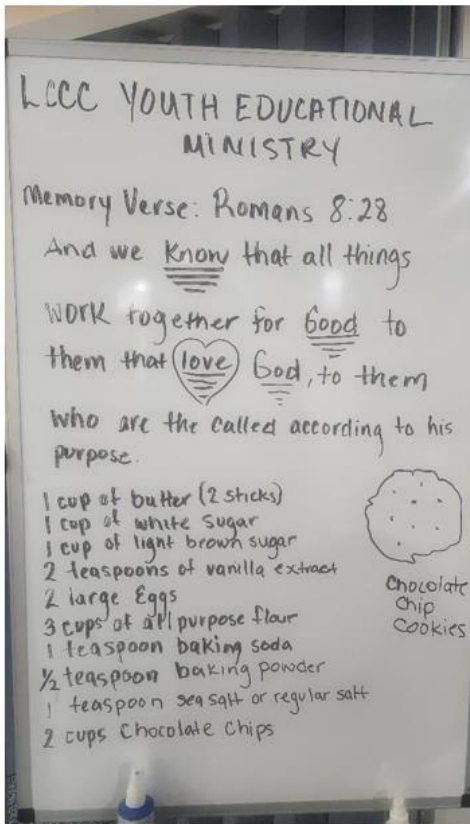 LCCC YOUTH EDUCATIONAL
MINISTRY
Memory Verse: Romans 8:28
And we know that all things
work together for Good to
them that love God, to them
who are the called according to his
purpose.
1 cup of butter (2 sticks)
1 cup of white sugar
1 cup of light brown sugar
2 teaspoons of vanilla extract
2 large Eggs
3 cups of all purpose flour
1 teaspoon baking soda
½ teaspoon baking powder
1 teaspoon sea salt or regular salt
2 cups Chocolate Chips
Chocolate
Chip
Cookies